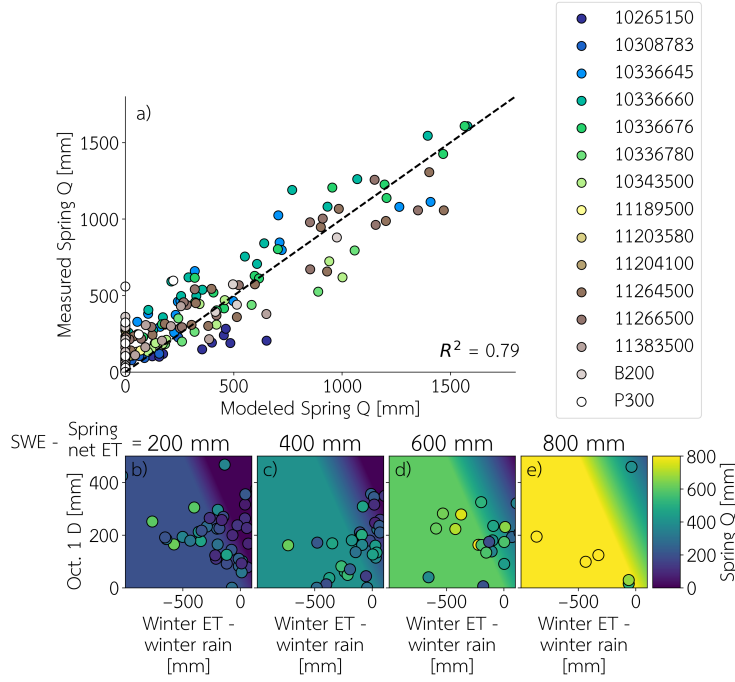 10265150
10308783
10336645
10336660
10336676
10336780
10343500
11189500
11203580
11204100
11264500
11266500
11383500
B200
P300
a)
Measured Spring Q [mm]
1500
1000
500
0
R² = 0.79
0 500 1000 1500
Modeled Spring Q [mm]
SWE - Spring net ET = 200 mm 400 mm 600 mm 800 mm
b) c) d) e)
Oct. 1 D [mm]
400
200
0
800
600
400
200
0
Spring Q [mm]
−500 0 −500 0 −500 0 −500 0
Winter ET - Winter ET - Winter ET - Winter ET -
winter rain winter rain winter rain winter rain
[mm] [mm] [mm] [mm]